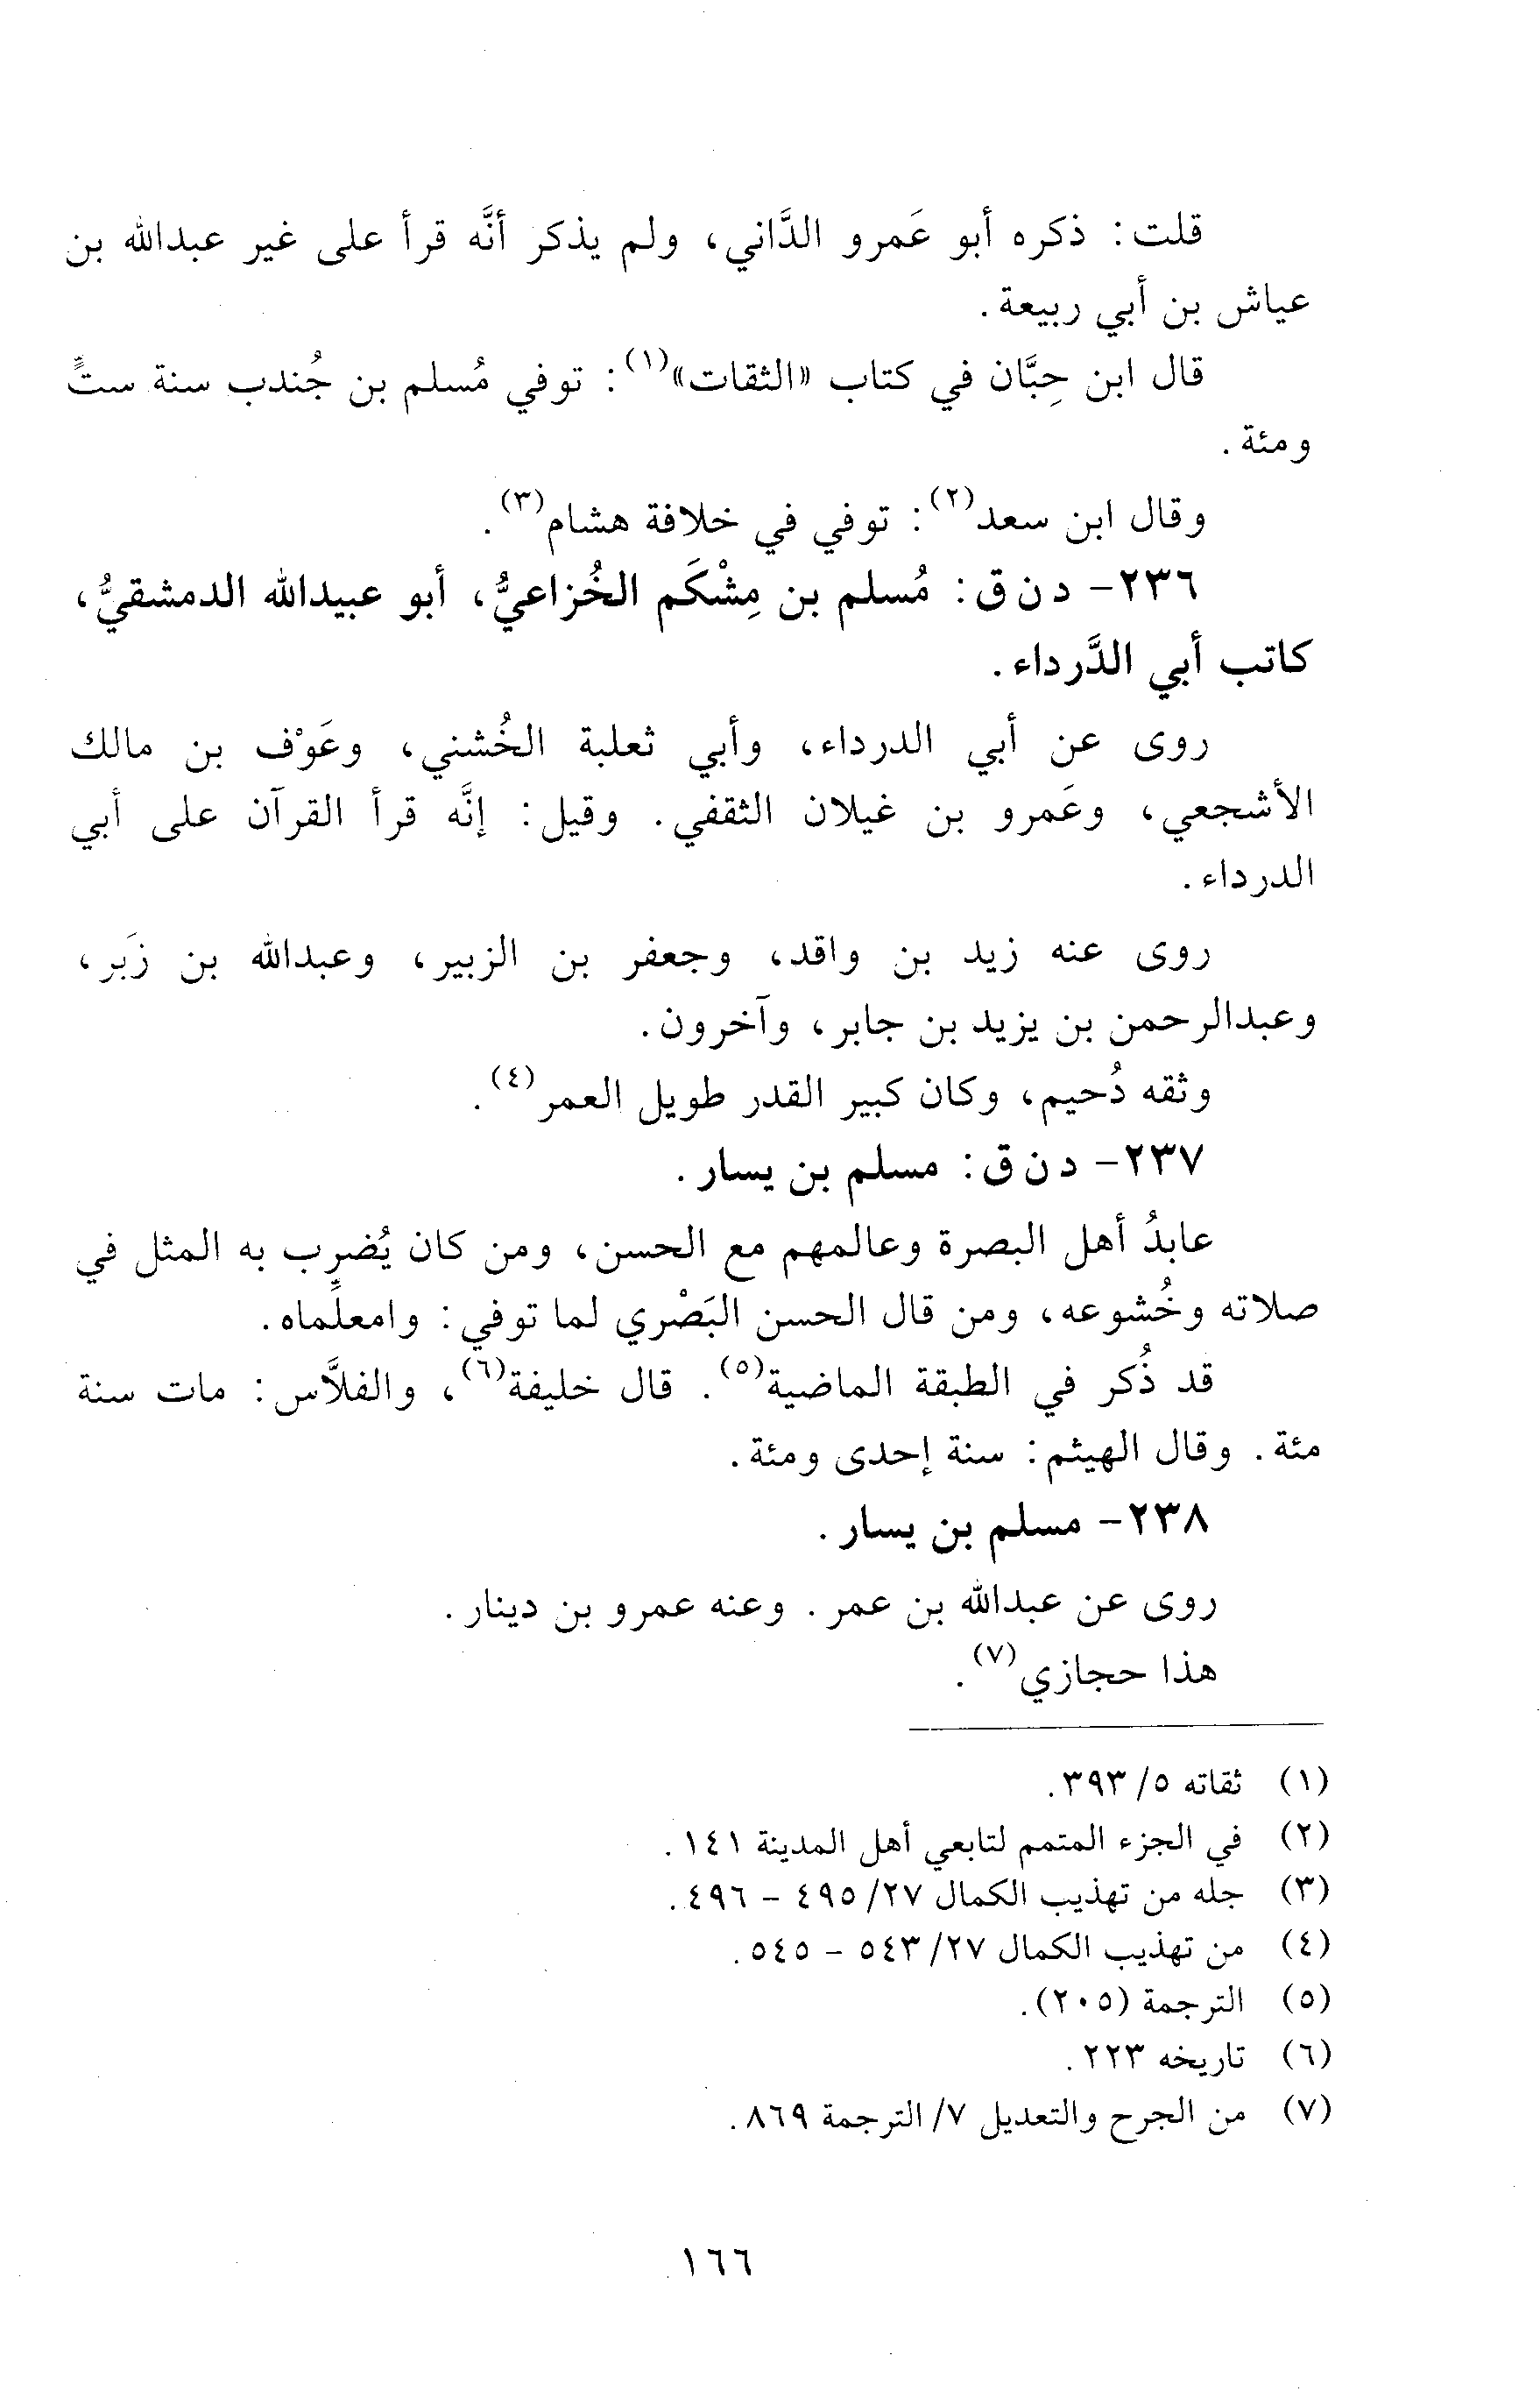 قلت: ذكره أبو عَمرو الدَّاني، ولم يذكر أنَّه قرأ على غير عبدالله بن
عياش بن أبي ربيعة.
قال ابن حِبَّان في كتاب «الثقات»(١): توفي مُسلم بن جُندب سنة ستٍّ
ومئة.
وقال ابن سعد(٢): توفي في خلافة هشام(٣).
٢٣٦- د ن ق: مُسلم بن مِشْكَم الخُزاعيُّ، أبو عبيدالله الدمشقيُّ،
كاتب أبي الدَّرداء.
روى عن أبي الدرداء، وأبي ثعلبة الخُشني، وعَوْف بن مالك
الأشجعي، وعَمرو بن غيلان الثقفي. وقيل: إنَّه قرأ القرآن على أبي
الدرداء.
روى عنه زيد بن واقد، وجعفر بن الزبير، وعبدالله بن زَبر،
وعبدالرحمن بن يزيد بن جابر، وآخرون.
وثقه دُحيم، وكان كبير القدر طويل العمر(٤).
٢٣٧- د ن ق: مسلم بن يسار.
عابدُ أهل البصرة وعالمهم مع الحسن، ومن كان يُضرب به المثل في
صلاته وخُشوعه، ومن قال الحسن البَصْري لما توفي: وامعلِّماه.
قد ذُكر في الطبقة الماضية(٥). قال خليفة(٦)، والفلاَّس: مات سنة
مئة. وقال الهيثم: سنة إحدى ومئة.
٢٣٨- مسلم بن يسار.
روى عن عبدالله بن عمر. وعنه عمرو بن دينار.
هذا حجازي(٧).
(١) ثقاته ٥/ ٣٩٣.
(٢) في الجزء المتمم لتابعي أهل المدينة ١٤١.
(٣) جله من تهذيب الكمال ٢٧/ ٤٩٥ - ٤٩٦.
(٤) من تهذيب الكمال ٢٧/ ٥٤٣ - ٥٤٥.
(٥) الترجمة (٢٠٥).
(٦) تاريخه ٢٢٣.
(٧) من الجرح والتعديل ٧/ الترجمة ٨٦٩.
١٦٦